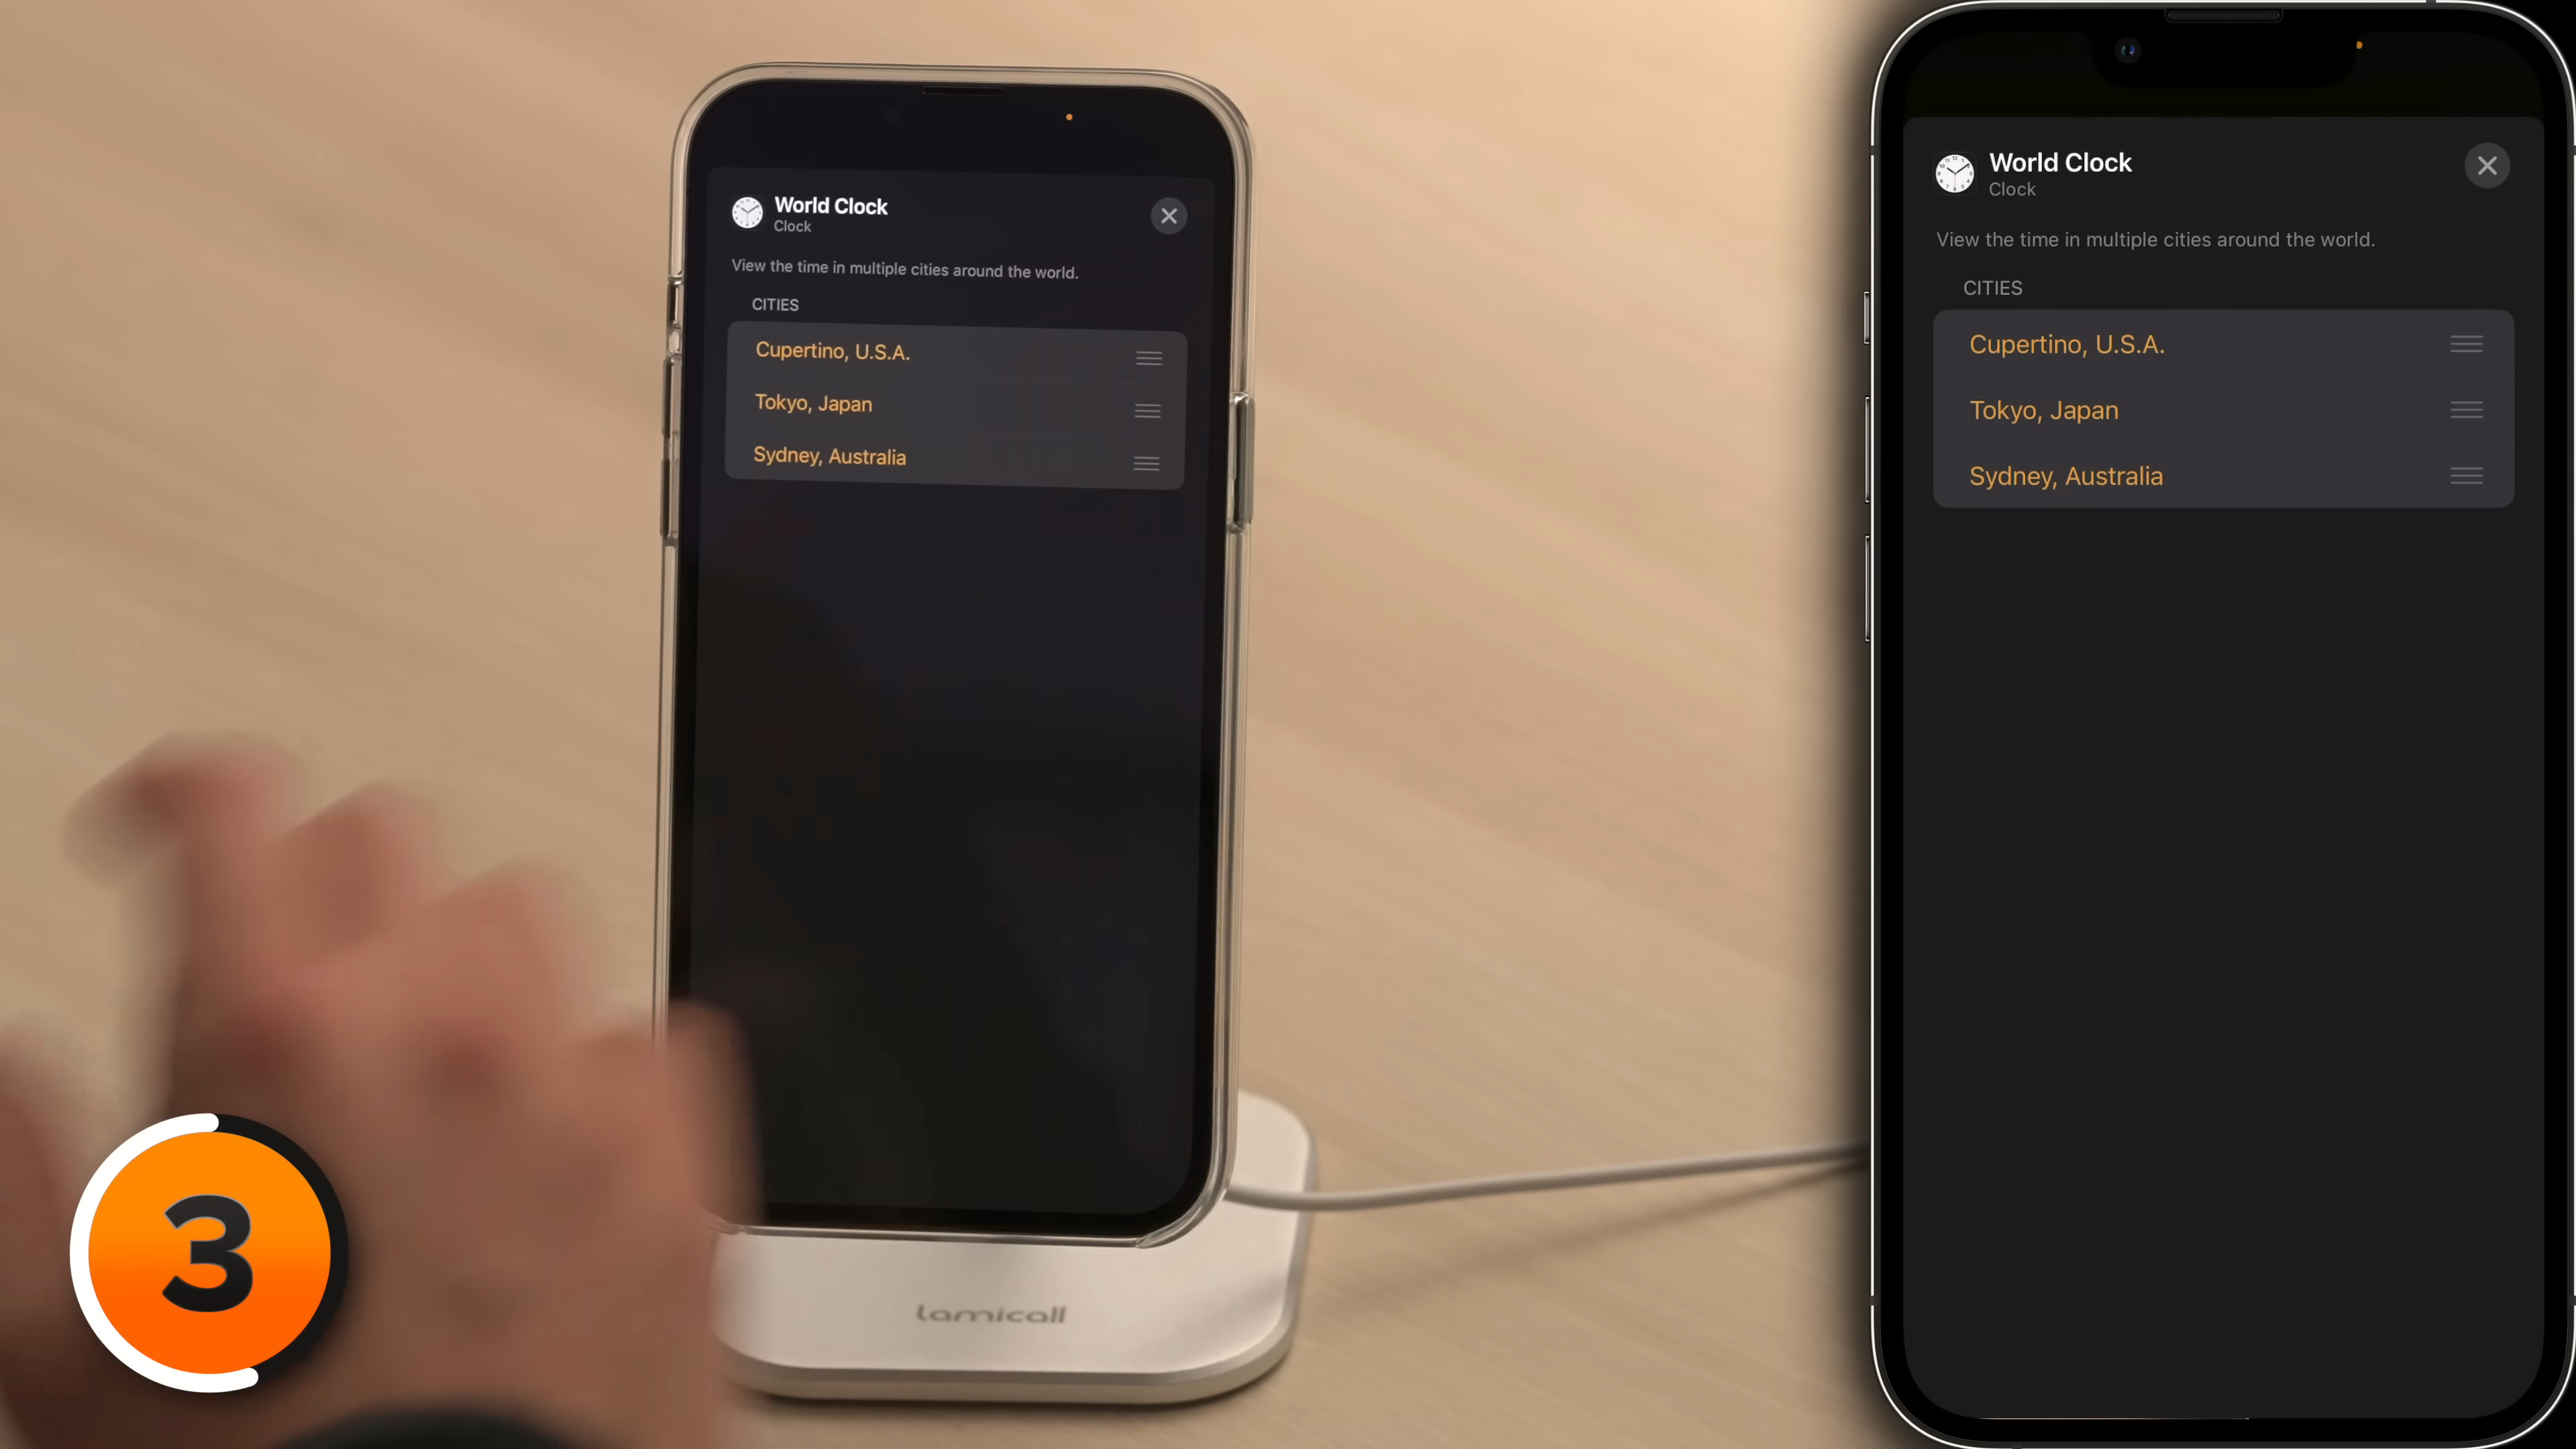 World Clock
Clock
View the time in multiple cities around the world.
CITIES
Cupertino, U.S.A.
Tokyo, Japan
Sydney, Australia
lamicall
3
World Clock
Clock
View the time in multiple cities around the world.
CITIES
Cupertino, U.S.A.
Tokyo, Japan
Sydney, Australia